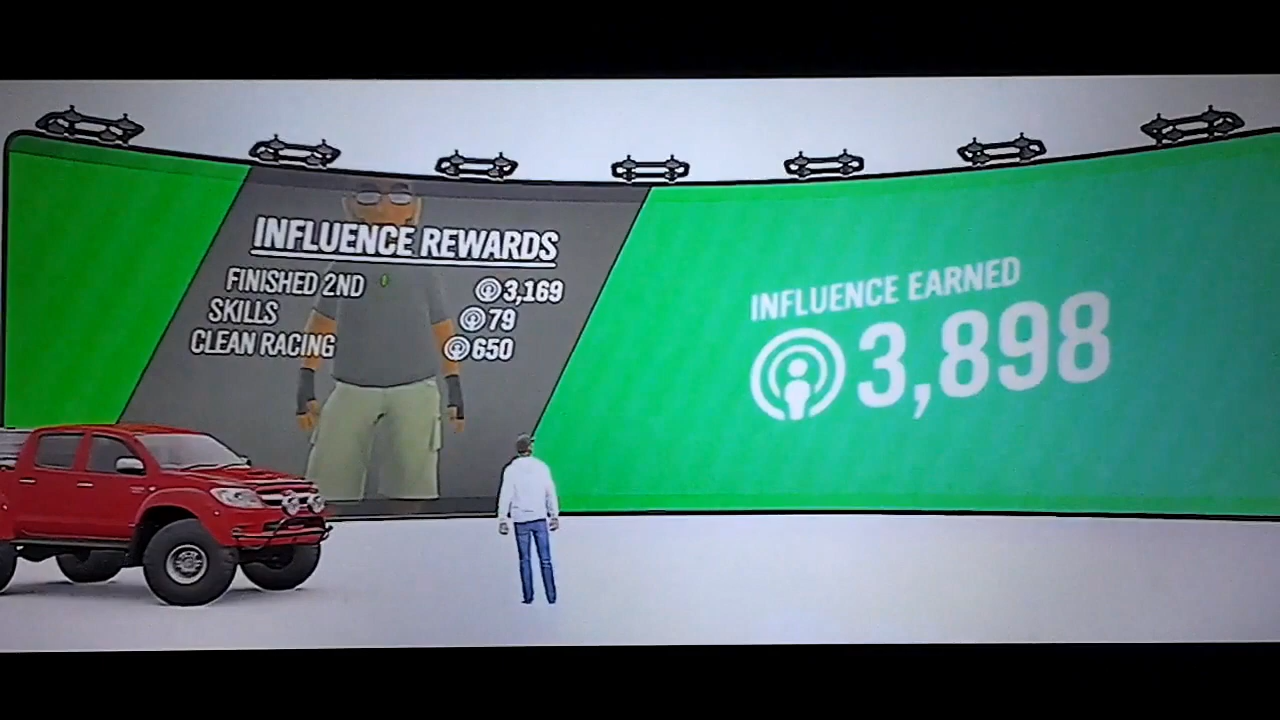 INFLUENCE REWARDS
FINISHED 2ND 3,169
SKILLS 79
CLEAN RACING 650
INFLUENCE EARNED
3,898